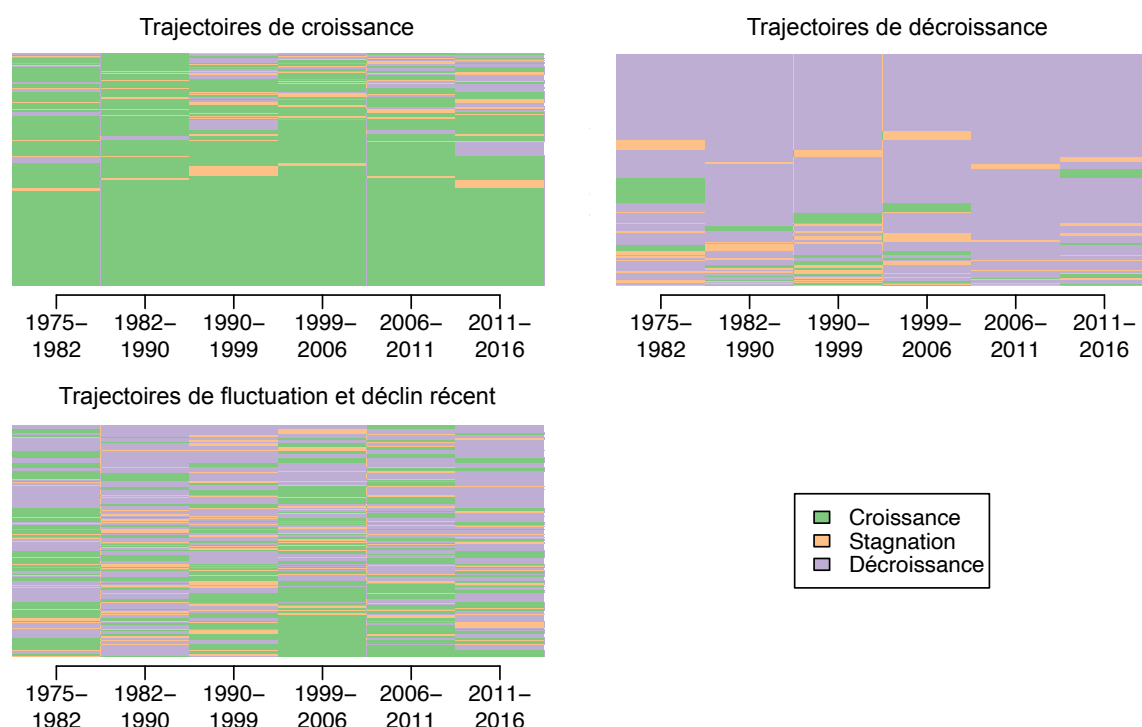 Trajectoires de croissance
1975– 1982– 1990– 1999– 2006– 2011–
1982 1990 1999 2006 2011 2016
Trajectoires de décroissance
1975– 1982– 1990– 1999– 2006– 2011–
1982 1990 1999 2006 2011 2016
Trajectoires de fluctuation et déclin récent
1975– 1982– 1990– 1999– 2006– 2011–
1982 1990 1999 2006 2011 2016
Croissance
Stagnation
Décroissance